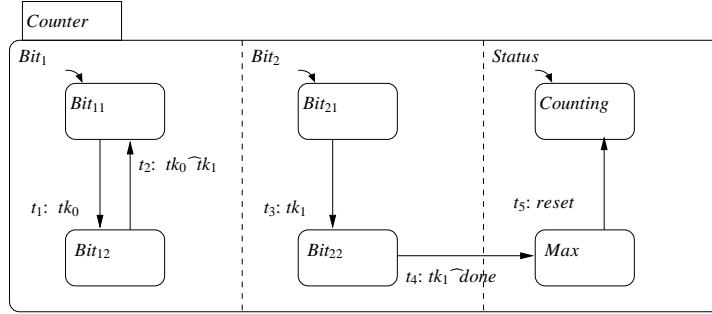 Counter
Bit₁
Bit₂
Status
Bit₁₁
Bit₂₁
Counting
t₂: tk₀⁀tk₁
t₁: tk₀
t₃: tk₁
t₅: reset
Bit₁₂
Bit₂₂
Max
t₄: tk₁⁀done